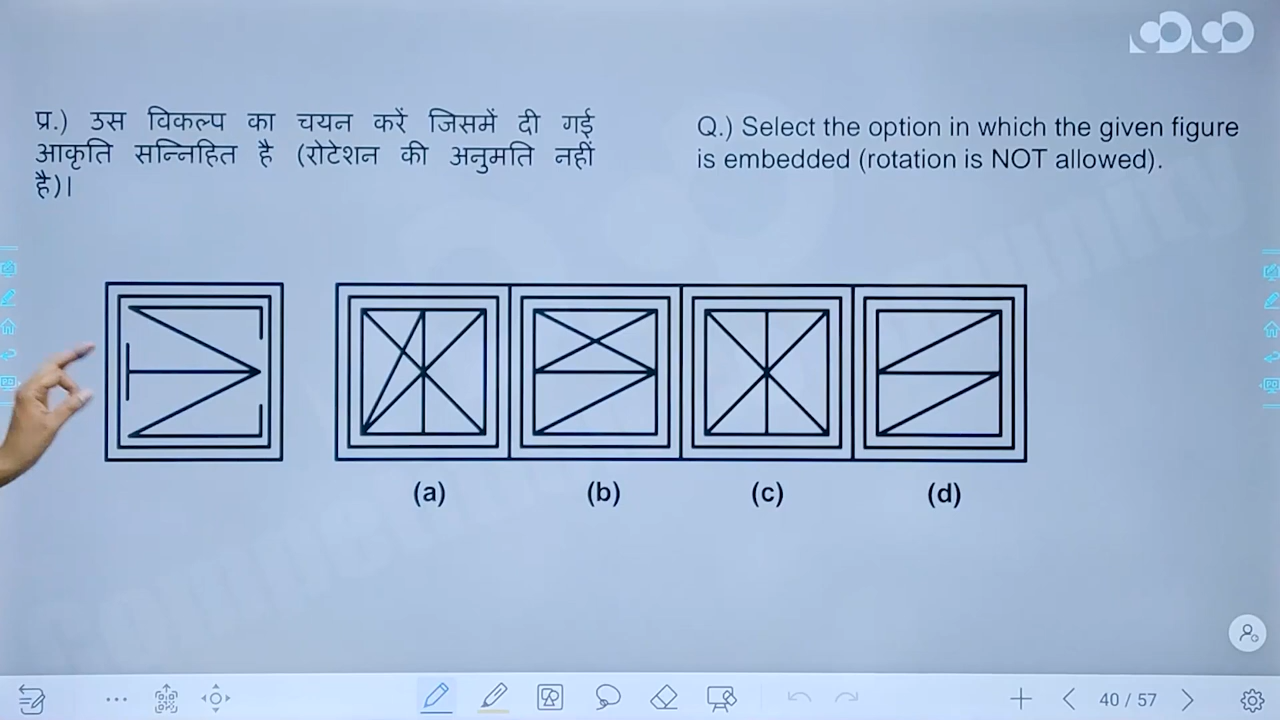 प्र.) उस विकल्प का चयन करें जिसमें दी गई
आकृति सन्निहित है (रोटेशन की अनुमति नहीं
है)।
Q.) Select the option in which the given figure
is embedded (rotation is NOT allowed).
(a)
(b)
(c)
(d)
40 / 57